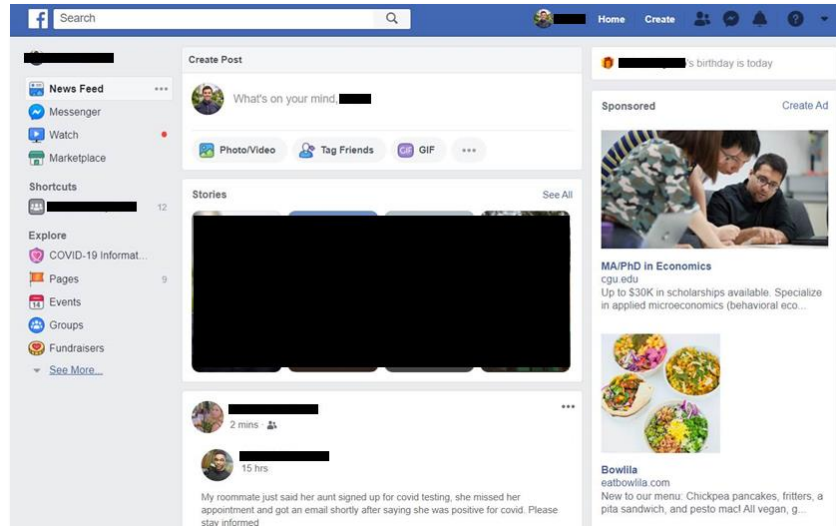 f
Search
Home
Create
?
News Feed
Messenger
Watch
Marketplace
Shortcuts
12
Explore
COVID-19 Informat...
Pages
9
14
Events
Groups
Fundraisers
See More...
Create Post
What's on your mind,
Photo/Video
Tag Friends
GIF GIF
Stories
See All
2 mins
15 hrs
My roommate just said her aunt signed up for covid testing, she missed her
appointment and got an email shortly after saying she was positive for covid. Please
stay informed
's birthday is today
Sponsored
Create Ad
MA/PhD in Economics
cgu.edu
Up to $30K in scholarships available. Specialize
in applied microeconomics (behavioral eco...
Bowlila
eatbowlila.com
New to our menu: Chickpea pancakes, fritters, a
pita sandwich, and pesto mac! All vegan, g...